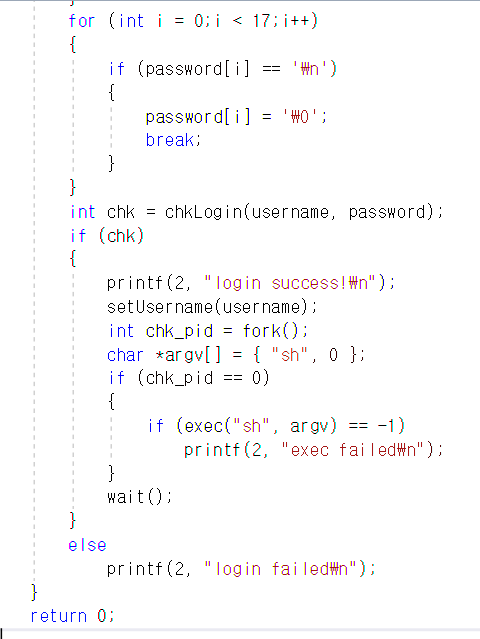 }
for (int i = 0;i < 17;i++)
{
if (password[i] == '₩n')
{
password[i] = '₩0';
break;
}
}
int chk = chkLogin(username, password);
if (chk)
{
printf(2, "login success!₩n");
setUsername(username);
int chk_pid = fork();
char *argv[] = { "sh", 0 };
if (chk_pid == 0)
{
if (exec("sh", argv) == -1)
printf(2, "exec failed₩n");
}
wait();
}
else
printf(2, "login failed₩n");
}
return 0;